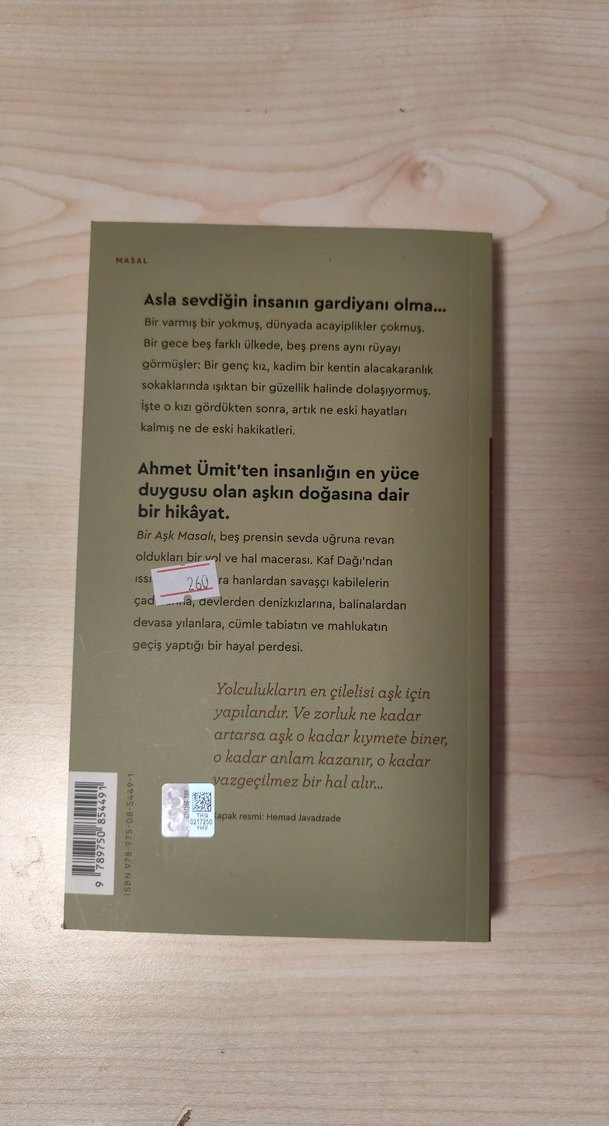 MASAL
Asla sevdiğin insanın gardiyanı olma...
Bir varmış bir yokmuş, dünyada acayiplikler çokmuş.
Bir gece beş farklı ülkede, beş prens aynı rüyayı
görmüşler: Bir genç kız, kadim bir kentin alacakaranlık
sokaklarında ışıktan bir güzellik halinde dolaşıyormuş.
İşte o kızı gördükten sonra, artık ne eski hayatları
kalmış ne de eski hakikatleri.
Ahmet Ümit'ten insanlığın en yüce
duygusu olan aşkın doğasına dair
bir hikâyat.
Bir Aşk Masalı, beş prensin sevda uğruna revan
oldukları bir yol ve hal macerası. Kaf Dağı'ndan
hanlardan savaşçı kabilelerin
260
devlerden denizkızlarına, balinalardan
devasa yılanlara, cümle tabiatın ve mahlukatın
geçiş yaptığı bir hayal perdesi.
Yolculukların en çilelisi aşk için
yapılandır. Ve zorluk ne kadar
artarsa aşk o kadar kıymete biner,
o kadar anlam kazanır, o kadar
vazgeçilmez bir hal alır...
Kapak resmi: Hemad Javadzade
THG
0217250
YHV
ISBN 978-975-08-5449-1
9 789750 854491